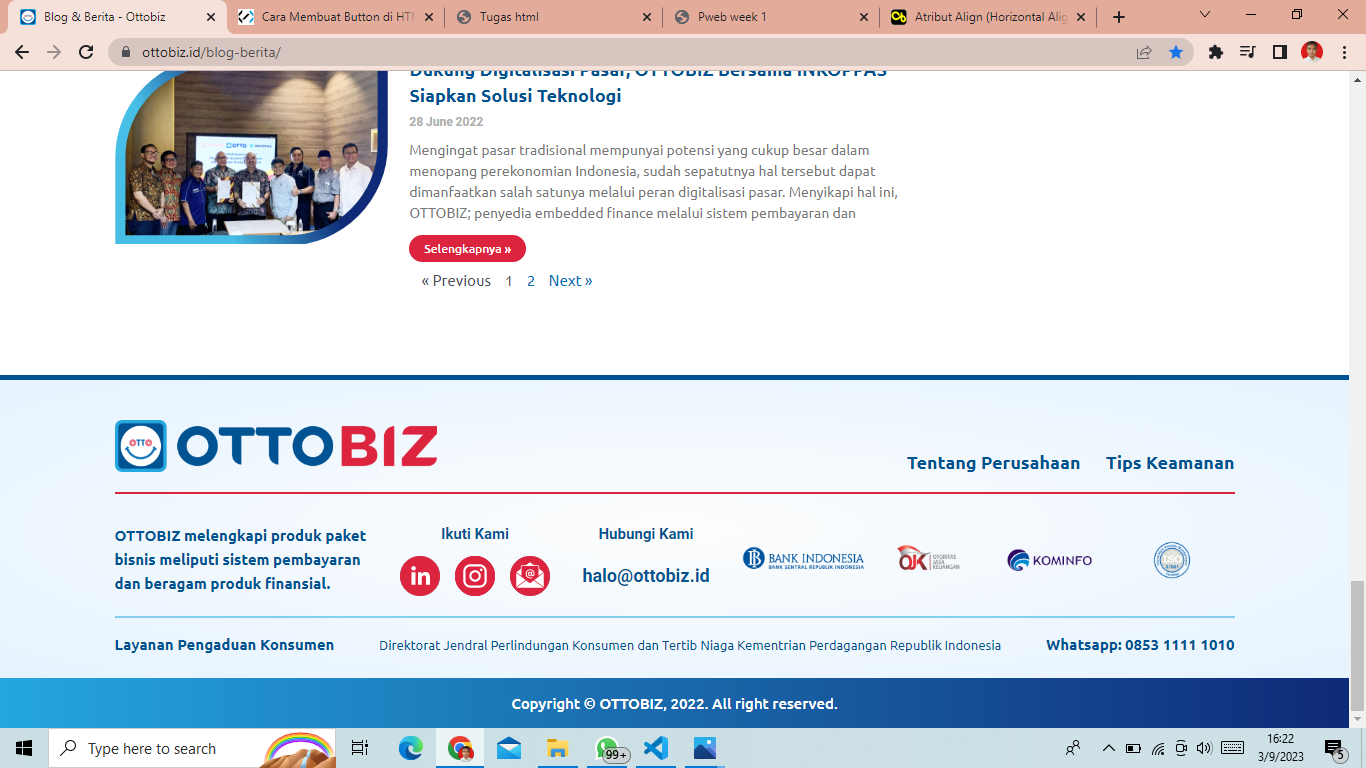 Blog & Berita - Ottobiz
Cara Membuat Button di HTM
Tugas html
Pweb week 1
Atribut Align (Horizontal Alig
ottobiz.id/blog-berita/
Dukung Digitalisasi Pasar, OTTOBIZ Bersama INKOPPAS
Siapkan Solusi Teknologi
28 June 2022
Mengingat pasar tradisional mempunyai potensi yang cukup besar dalam
menopang perekonomian Indonesia, sudah sepatutnya hal tersebut dapat
dimanfaatkan salah satunya melalui peran digitalisasi pasar. Menyikapi hal ini,
OTTOBIZ; penyedia embedded finance melalui sistem pembayaran dan
Selengkapnya »
« Previous 1 2 Next »
OTTO
OTTOBIZ
Tentang Perusahaan Tips Keamanan
OTTOBIZ melengkapi produk paket
bisnis meliputi sistem pembayaran
dan beragam produk finansial.
Ikuti Kami
in
Hubungi Kami
halo@ottobiz.id
BANK INDONESIA
BANK SENTRAL REPUBLIK INDONESIA
OJK
OTORITAS
JASA
KEUANGAN
KOMINFO
ISO
Layanan Pengaduan Konsumen
Direktorat Jendral Perlindungan Konsumen dan Tertib Niaga Kementrian Perdagangan Republik Indonesia
Whatsapp: 0853 1111 1010
Copyright © OTTOBIZ, 2022. All right reserved.
Type here to search
99+
16:22
3/9/2023
5